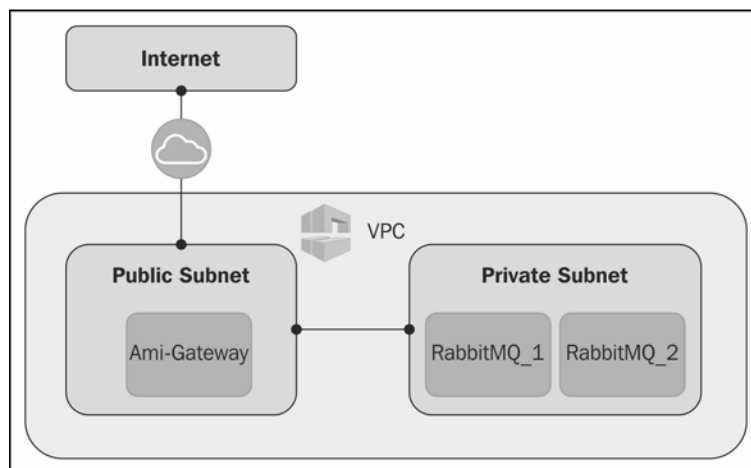 Internet
VPC
Public Subnet
Private Subnet
Ami-Gateway
RabbitMQ_1
RabbitMQ_2